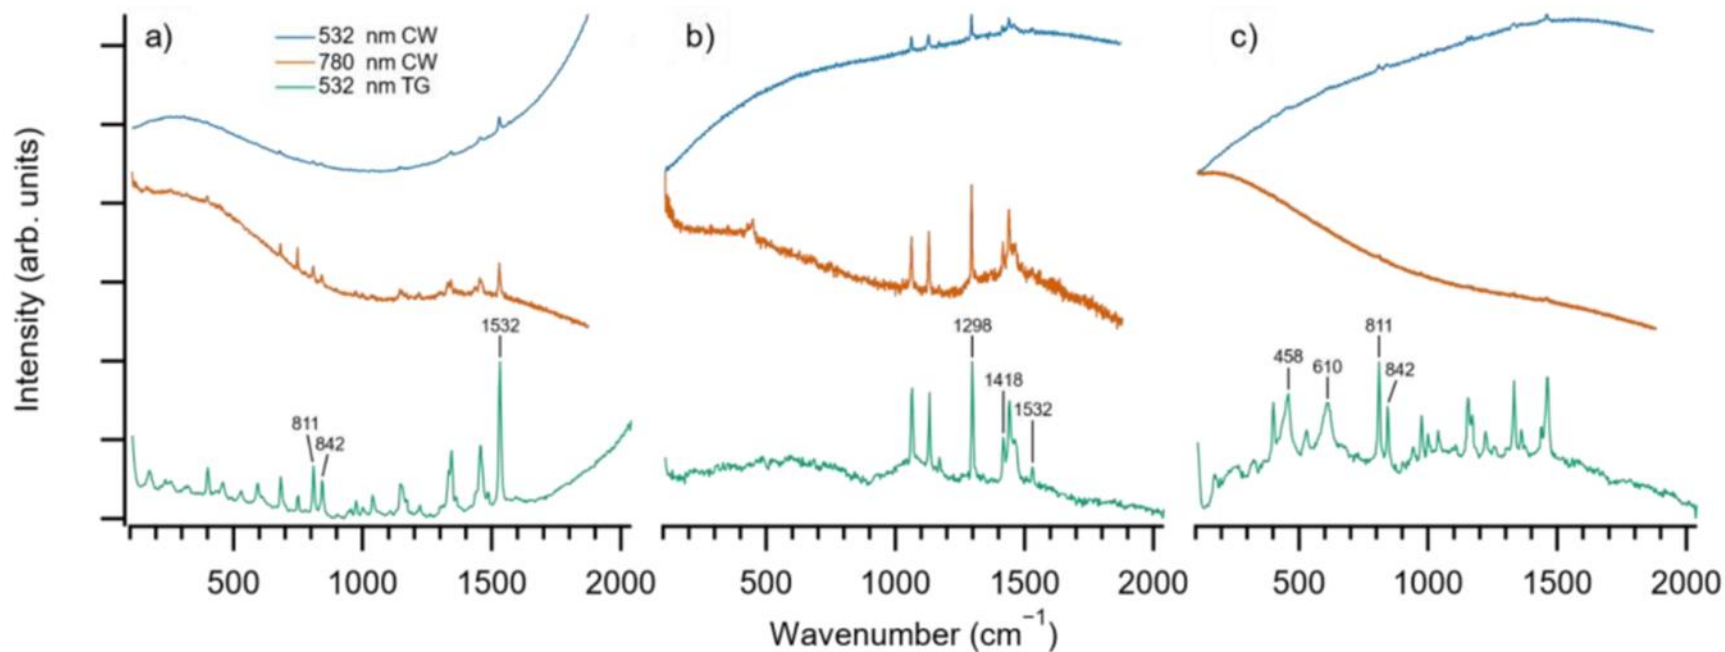 a)
532 nm CW
780 nm CW
532 nm TG
b)
c)
Intensity (arb. units)
1532
811
842
1298
1418
1532
811
458
610
842
500 1000 1500 2000
500 1000 1500 2000
500 1000 1500 2000
Wavenumber (cm⁻¹)